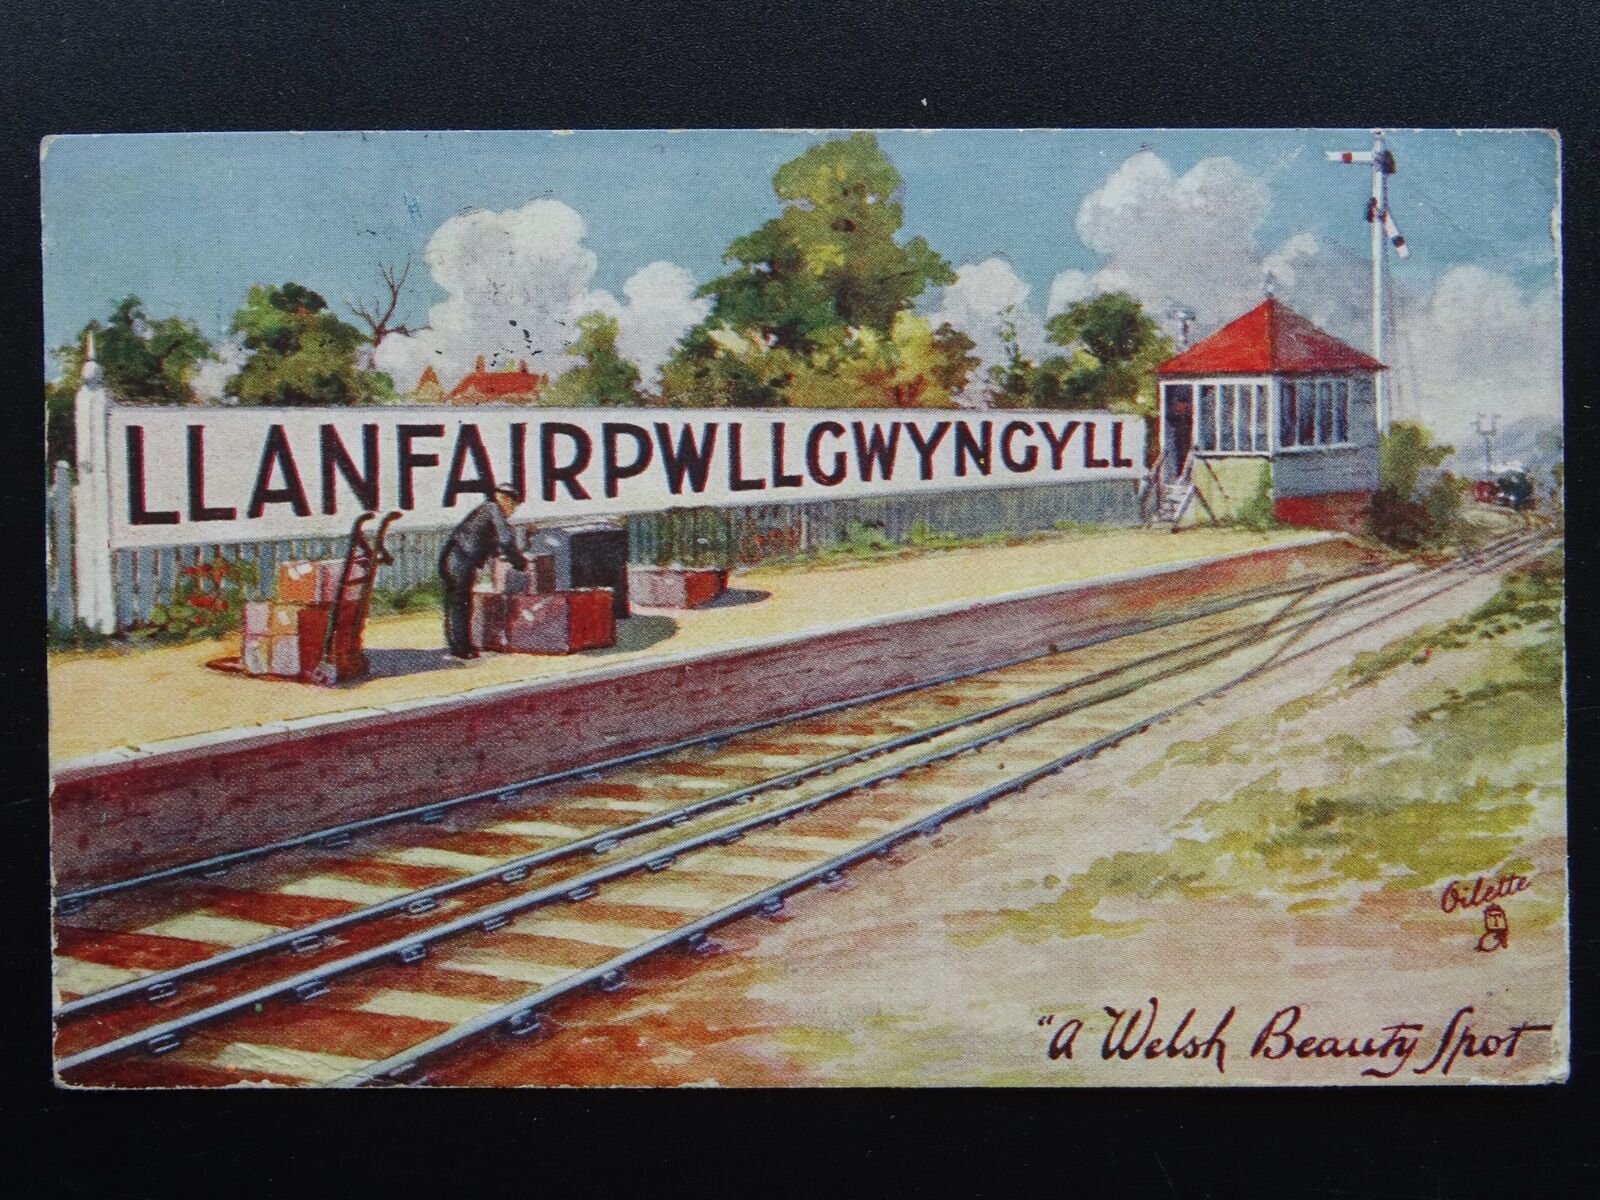 LLANFAIRPWLLGWYNGYLL
Oilette
"A Welsh Beauty Spot"